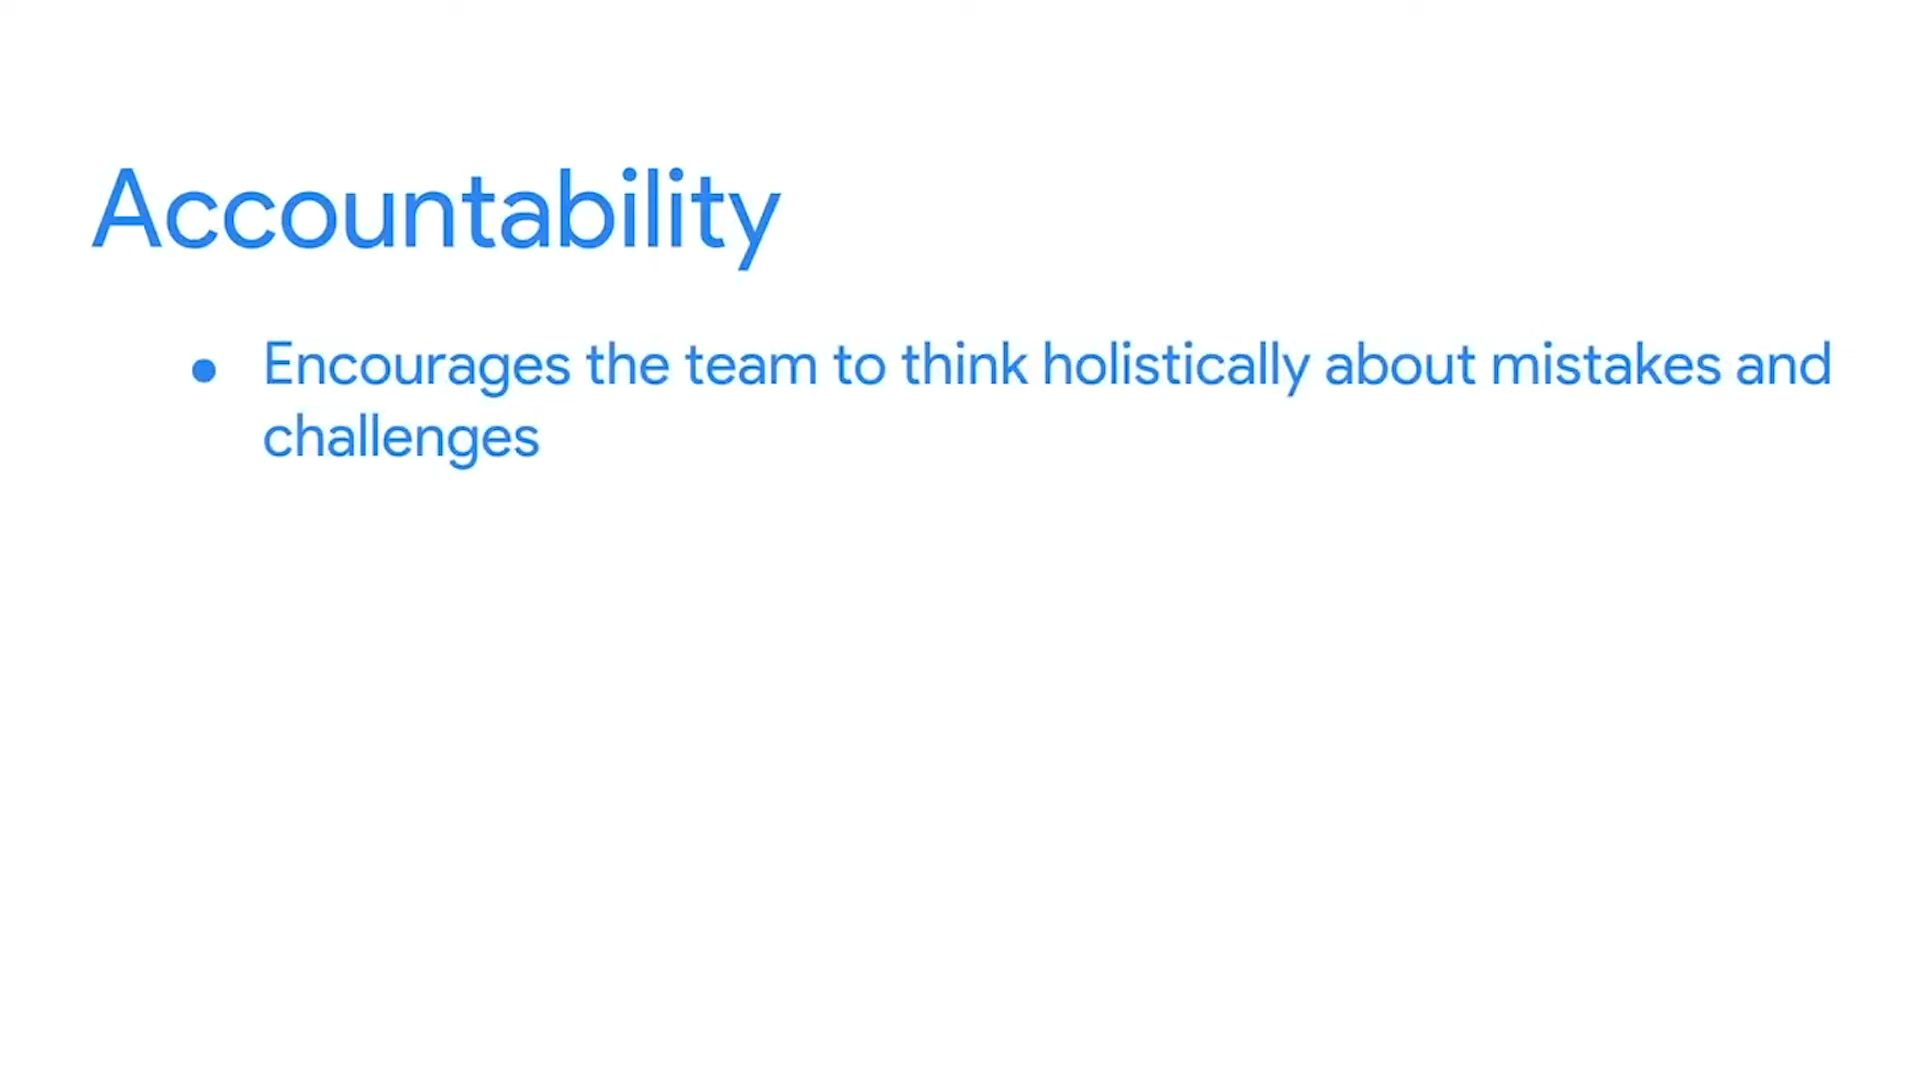 Accountability
● Encourages the team to think holistically about mistakes and
challenges